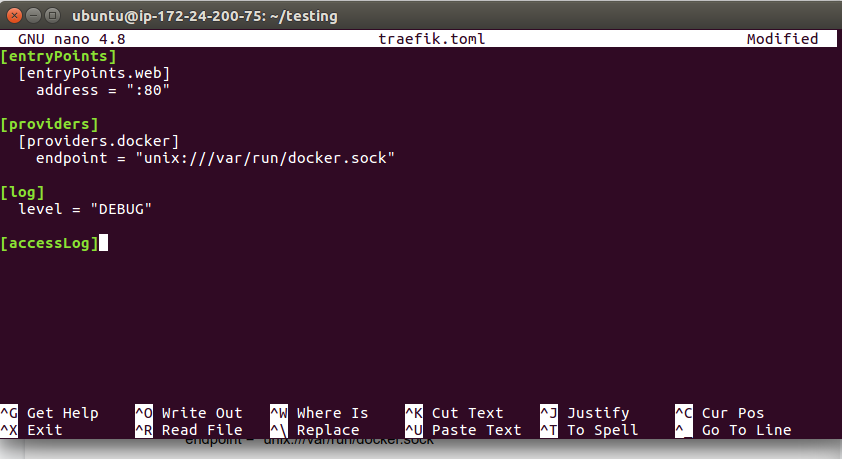 ubuntu@ip-172-24-200-75: ~/testing
GNU nano 4.8 traefik.toml Modified
[entryPoints]
  [entryPoints.web]
    address = ":80"

[providers]
  [providers.docker]
    endpoint = "unix:///var/run/docker.sock"

[log]
  level = "DEBUG"

[accessLog]

^G Get Help ^O Write Out ^W Where Is ^K Cut Text ^J Justify ^C Cur Pos
^X Exit ^R Read File ^\ Replace ^U Paste Text ^T To Spell ^_ Go To Line
endpoint = "unix:///var/run/docker.sock"